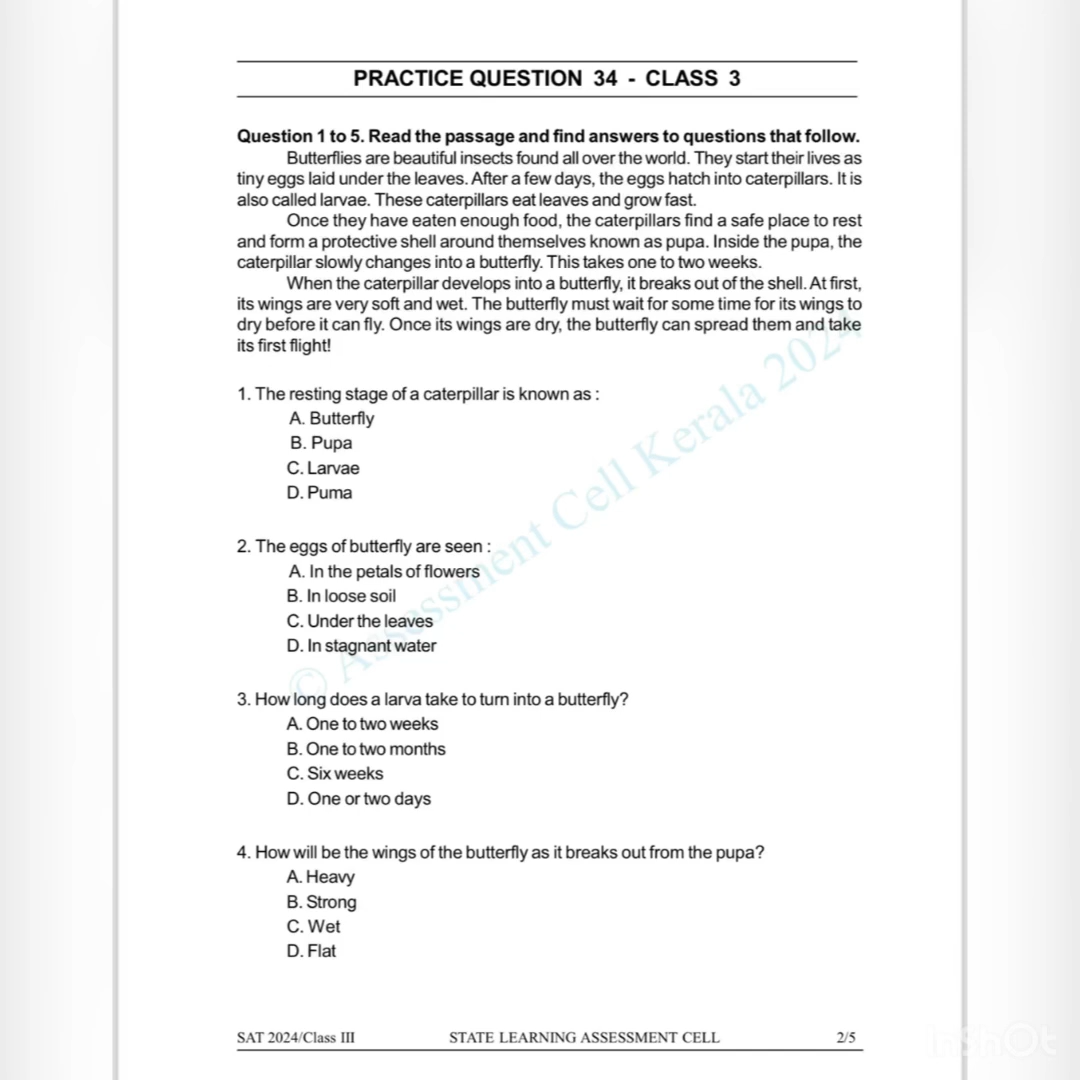 PRACTICE QUESTION 34 - CLASS 3
Question 1 to 5. Read the passage and find answers to questions that follow.
Butterflies are beautiful insects found all over the world. They start their lives as
tiny eggs laid under the leaves. After a few days, the eggs hatch into caterpillars. It is
also called larvae. These caterpillars eat leaves and grow fast.
Once they have eaten enough food, the caterpillars find a safe place to rest
and form a protective shell around themselves known as pupa. Inside the pupa, the
caterpillar slowly changes into a butterfly. This takes one to two weeks.
When the caterpillar develops into a butterfly, it breaks out of the shell. At first,
its wings are very soft and wet. The butterfly must wait for some time for its wings to
dry before it can fly. Once its wings are dry, the butterfly can spread them and take
its first flight!
1. The resting stage of a caterpillar is known as :
A. Butterfly
B. Pupa
C. Larvae
D. Puma
2. The eggs of butterfly are seen :
A. In the petals of flowers
B. In loose soil
C. Under the leaves
D. In stagnant water
3. How long does a larva take to turn into a butterfly?
A. One to two weeks
B. One to two months
C. Six weeks
D. One or two days
4. How will be the wings of the butterfly as it breaks out from the pupa?
A. Heavy
B. Strong
C. Wet
D. Flat
© Assessment Cell Kerala 2024
SAT 2024/Class III STATE LEARNING ASSESSMENT CELL 2/5
InShOt